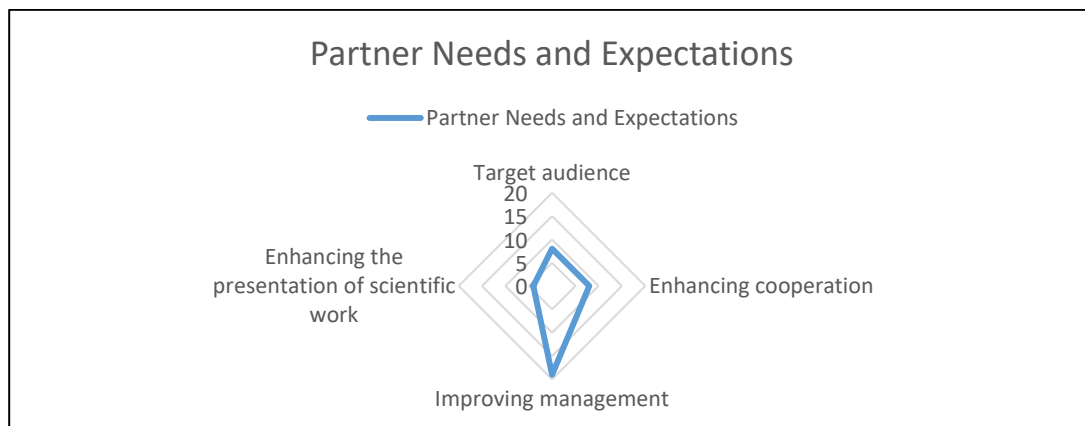 Partner Needs and Expectations
Partner Needs and Expectations
Target audience
20
15
10
5
0
Enhancing the
presentation of scientific
work
Enhancing cooperation
Improving management